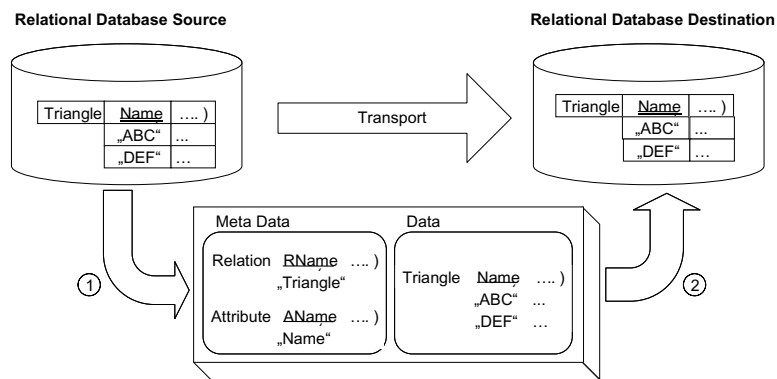 Relational Database Source
Relational Database Destination
Triangle Name .... )
„ABC“ ...
„DEF“ ...
Transport
Triangle Name .... )
„ABC“ ...
„DEF“ ...
Meta Data
Data
Relation RName .... )
„Triangle“
Attribute AName .... )
„Name“
Triangle Name .... )
„ABC“ ...
„DEF“ ...
1
2